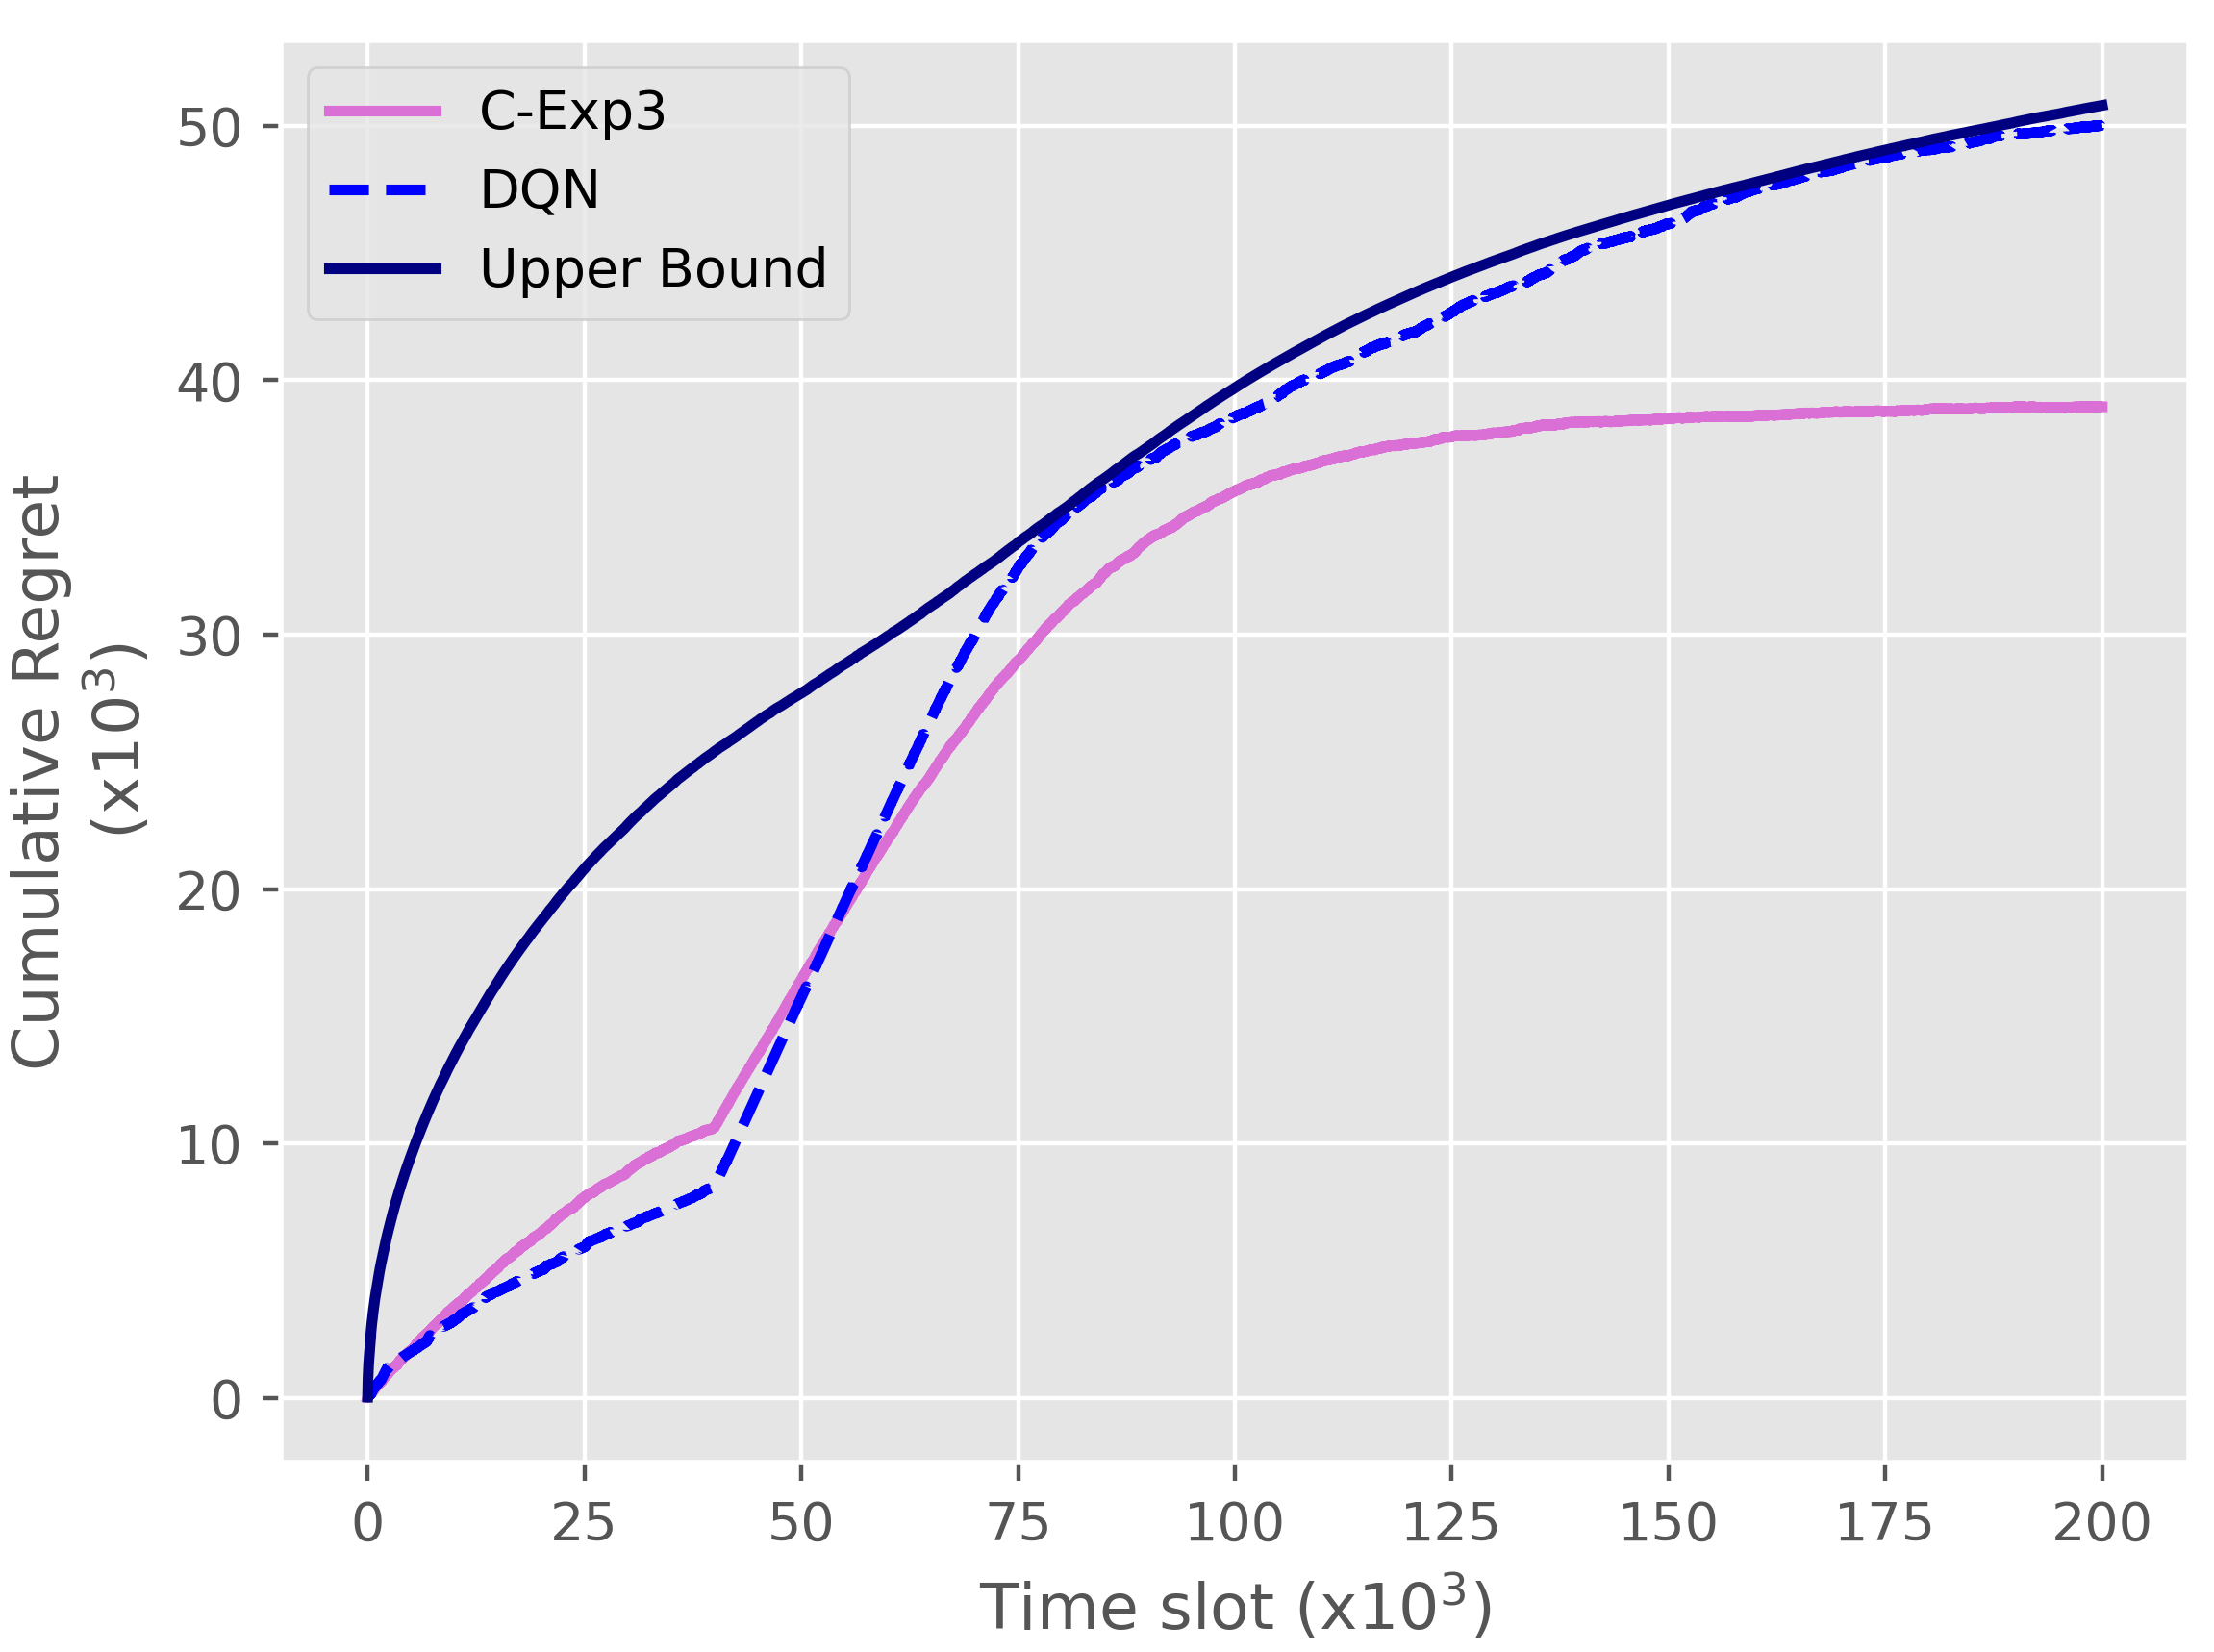 C-Exp3
DQN
Upper Bound
50
40
30
20
10
0
Cumulative Regret
(x10³)
0 25 50 75 100 125 150 175 200
Time slot (x10³)